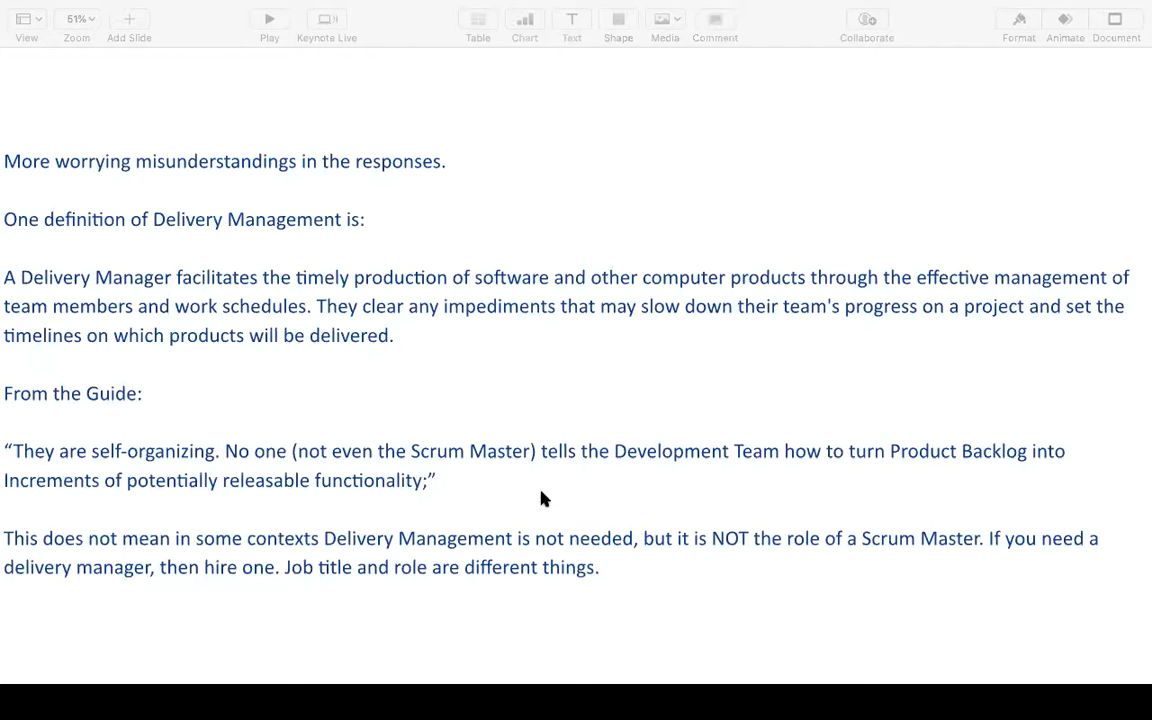 51%
View
Zoom
Add Slide
Play
Keynote Live
Table
Chart
Text
Shape
Media
Comment
Collaborate
Format
Animate
Document
More worrying misunderstandings in the responses.
One definition of Delivery Management is:
A Delivery Manager facilitates the timely production of software and other computer products through the effective management of
team members and work schedules. They clear any impediments that may slow down their team's progress on a project and set the
timelines on which products will be delivered.
From the Guide:
“They are self-organizing. No one (not even the Scrum Master) tells the Development Team how to turn Product Backlog into
Increments of potentially releasable functionality;”
This does not mean in some contexts Delivery Management is not needed, but it is NOT the role of a Scrum Master. If you need a
delivery manager, then hire one. Job title and role are different things.